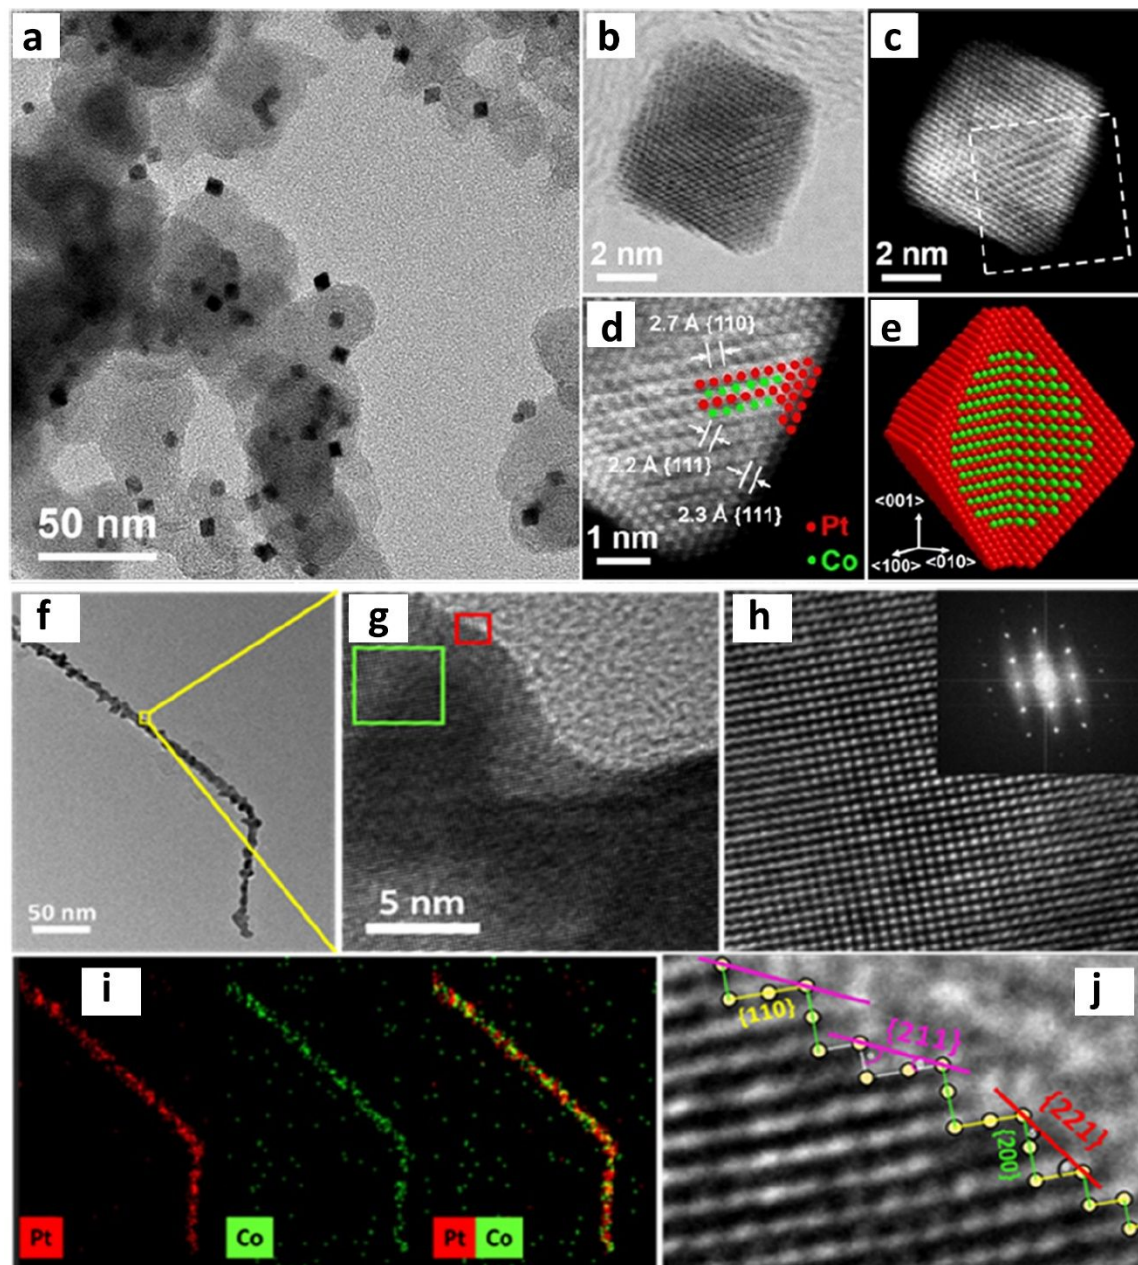 a
50 nm
b
2 nm
c
2 nm
d
2.7 Å {110}
2.2 Å {111}
2.3 Å {111}
1 nm
Pt
Co
e
<001>
<100>
<010>
f
50 nm
g
5 nm
h
i
Pt
Co
Pt Co
j
{110}
{211}
{221}
{200}